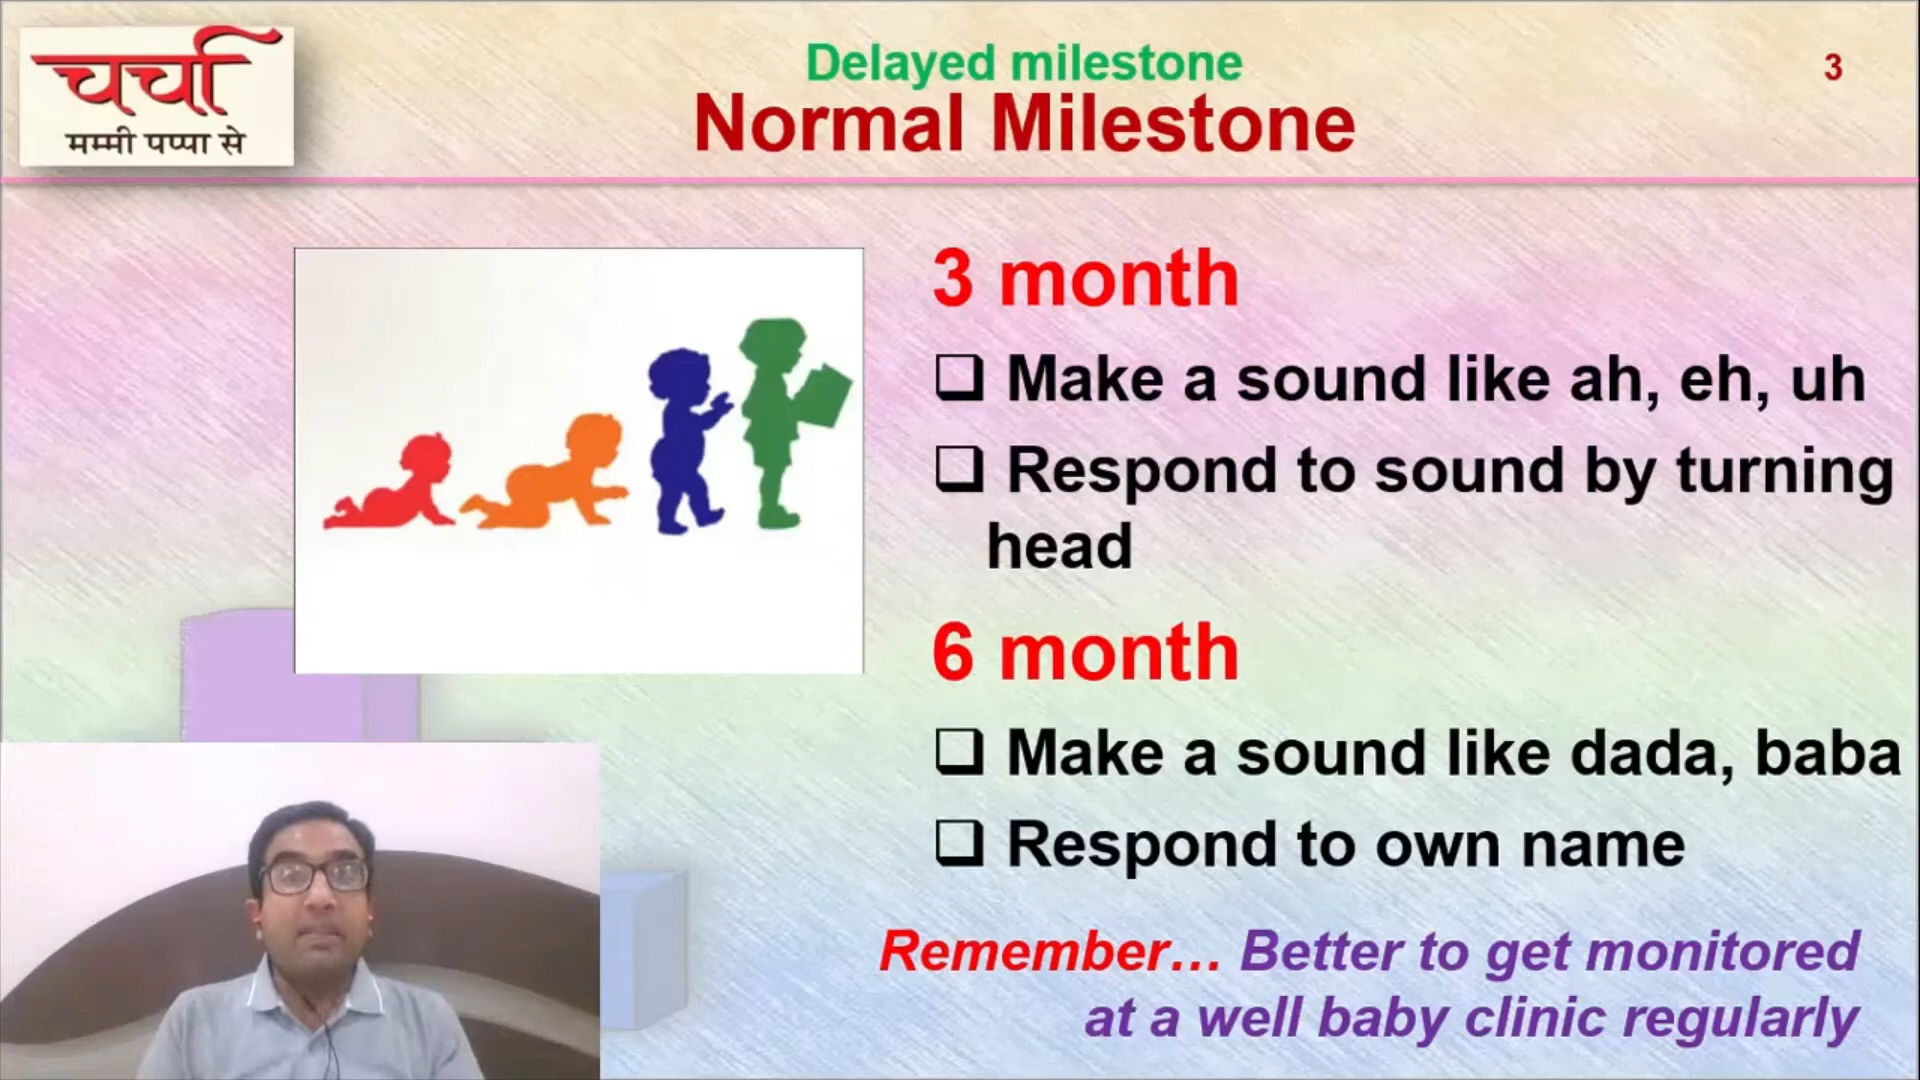 चर्चा
मम्मी पप्पा से
Delayed milestone
Normal Milestone
3
3 month
Make a sound like ah, eh, uh
Respond to sound by turning
head
6 month
Make a sound like dada, baba
Respond to own name
Remember... Better to get monitored
at a well baby clinic regularly